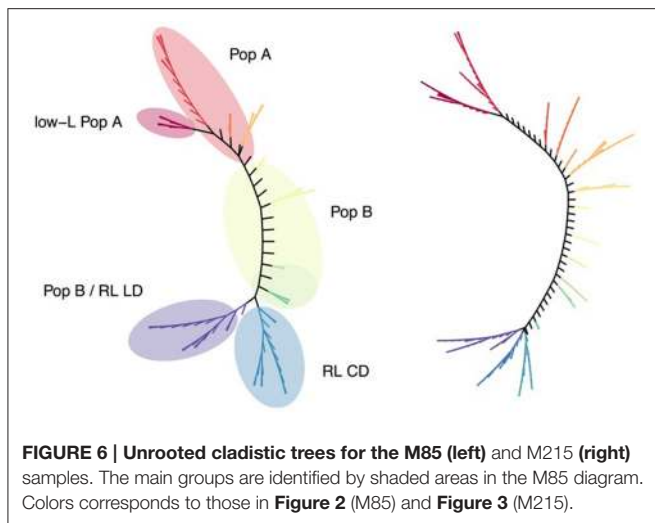 Pop A
low-L Pop A
Pop B
Pop B / RL LD
RL CD
FIGURE 6 | Unrooted cladistic trees for the M85 (left) and M215 (right)
samples. The main groups are identified by shaded areas in the M85 diagram.
Colors corresponds to those in Figure 2 (M85) and Figure 3 (M215).